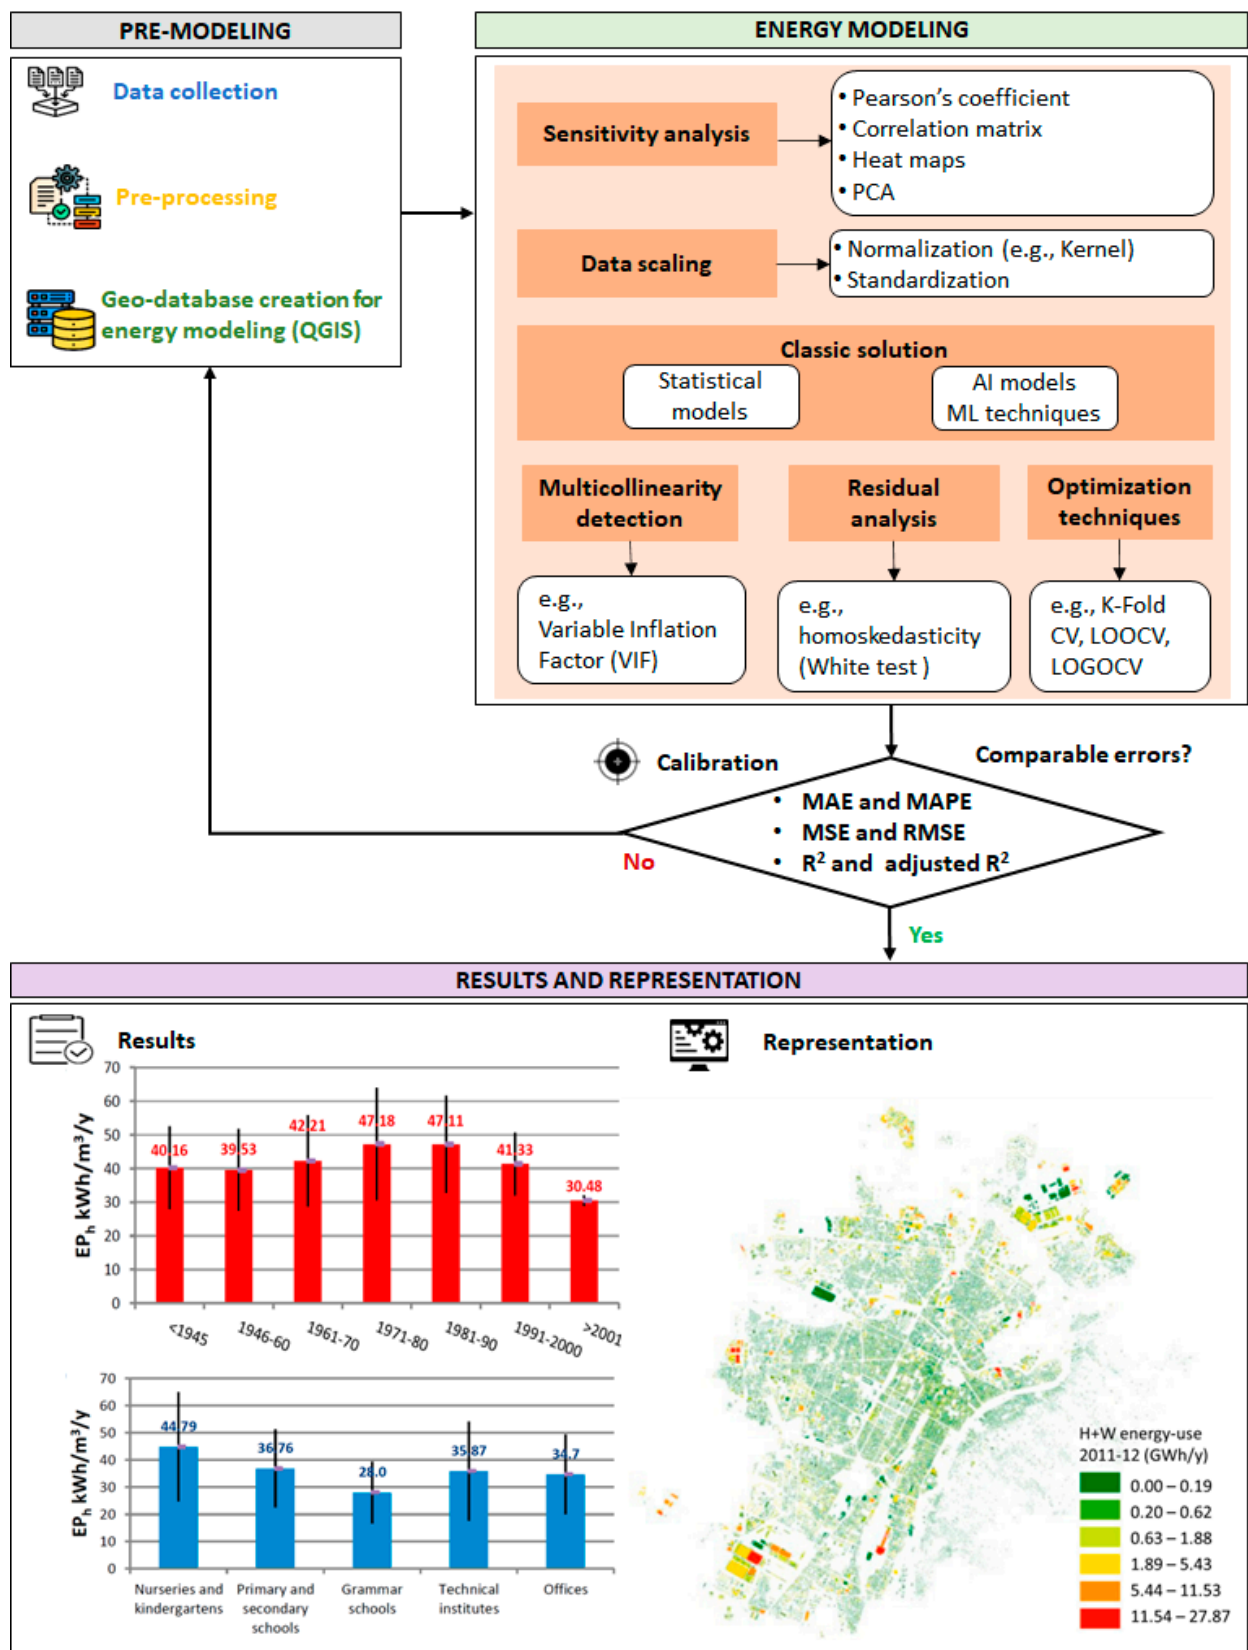 PRE-MODELING
Data collection
Pre-processing
Geo-database creation for
energy modeling (QGIS)
ENERGY MODELING
Sensitivity analysis
• Pearson's coefficient
• Correlation matrix
• Heat maps
• PCA
Data scaling
• Normalization (e.g., Kernel)
• Standardization
Classic solution
Statistical
models
AI models
ML techniques
Multicollinearity
detection
Residual
analysis
Optimization
techniques
e.g.,
Variable Inflation
Factor (VIF)
e.g.,
homoskedasticity
(White test )
e.g., K-Fold
CV, LOOCV,
LOGOCV
Calibration
Comparable errors?
• MAE and MAPE
• MSE and RMSE
• R² and adjusted R²
No
Yes
RESULTS AND REPRESENTATION
Results
EPₕ kWh/m³/y
70
60
50
40
30
20
10
0
40.16
39.53
42.21
47.18
47.11
41.33
30.48
<1945
1946-60
1961-70
1971-80
1981-90
1991-2000
>2001
EPₕ kWh/m³/y
70
60
50
40
30
20
10
0
44.79
36.76
28.0
35.87
34.7
Nurseries and
kindergartens
Primary and
secondary
schools
Grammar
schools
Technical
institutes
Offices
Representation
H+W energy-use
2011-12 (GWh/y)
0.00 – 0.19
0.20 – 0.62
0.63 – 1.88
1.89 – 5.43
5.44 – 11.53
11.54 – 27.87